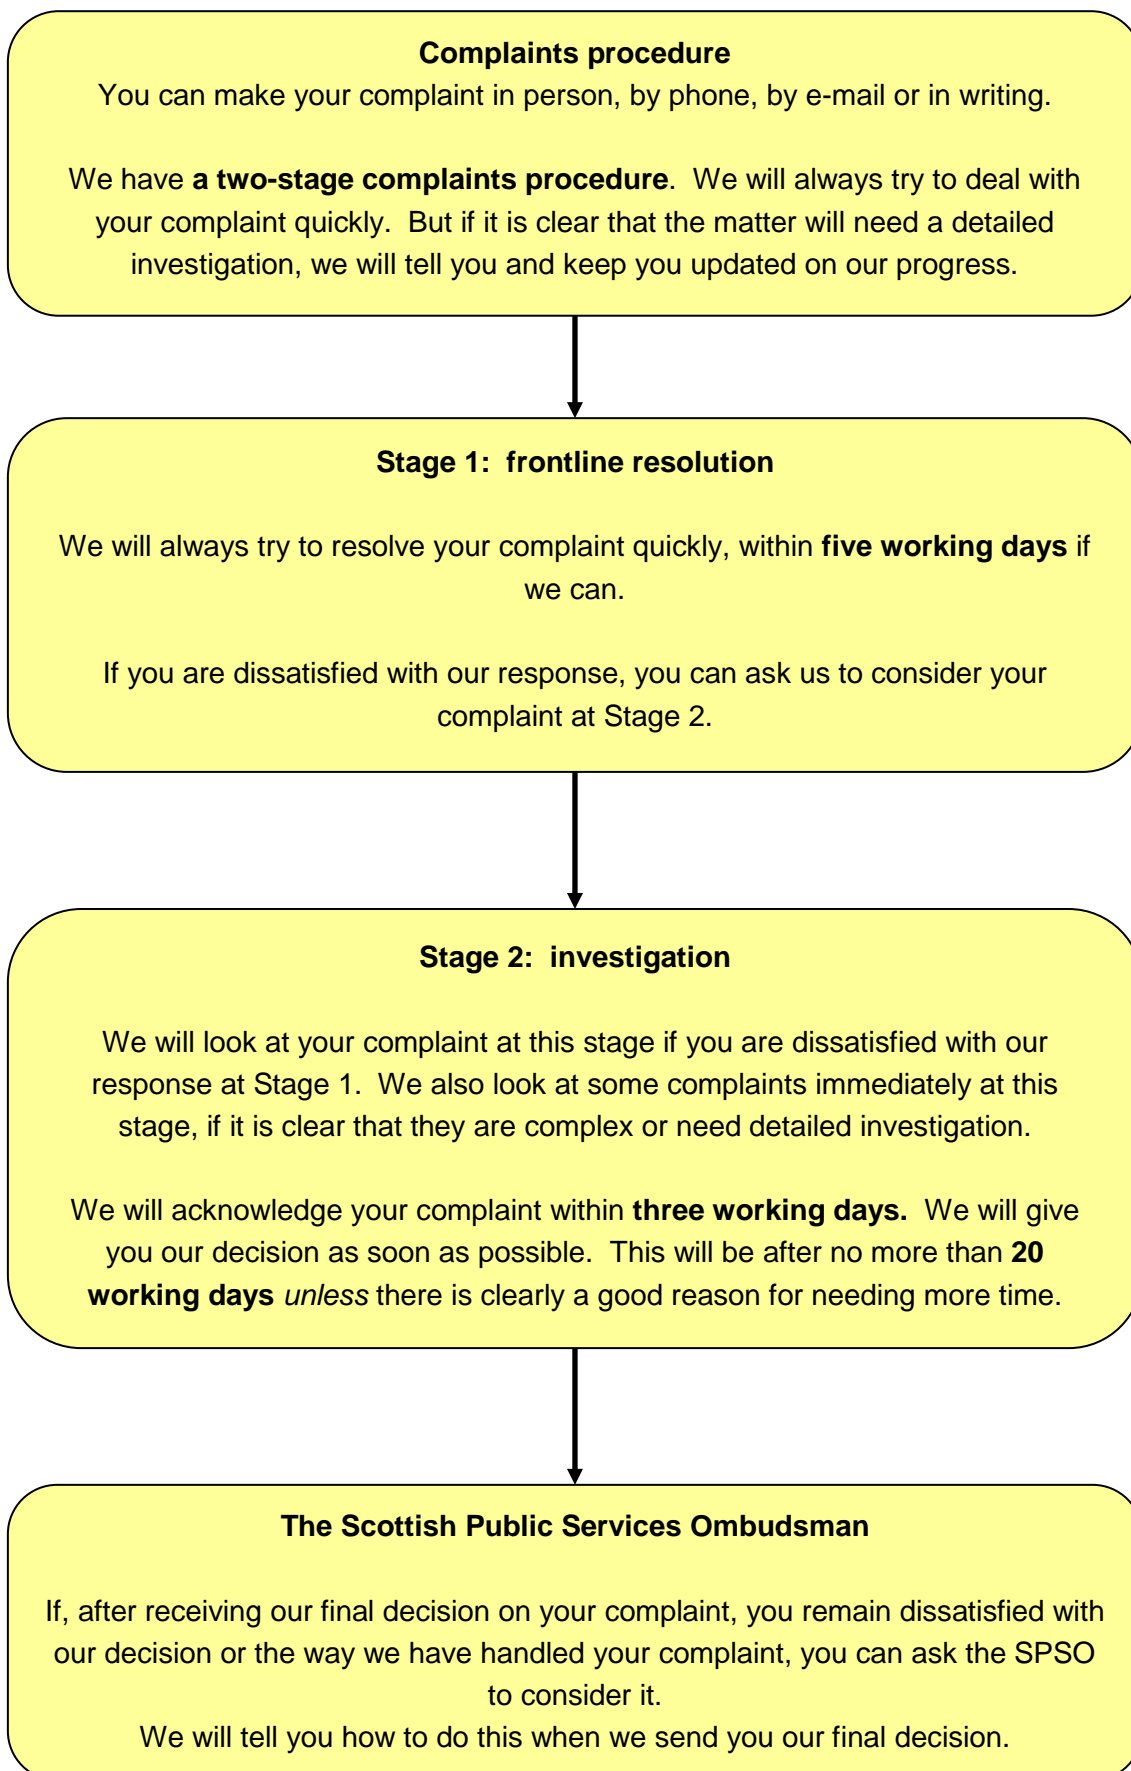 Complaints procedure
You can make your complaint in person, by phone, by e-mail or in writing.
We have a two-stage complaints procedure.  We will always try to deal with
your complaint quickly.  But if it is clear that the matter will need a detailed
investigation, we will tell you and keep you updated on our progress.
Stage 1:  frontline resolution
We will always try to resolve your complaint quickly, within five working days if
we can.
If you are dissatisfied with our response, you can ask us to consider your
complaint at Stage 2.
Stage 2:  investigation
We will look at your complaint at this stage if you are dissatisfied with our
response at Stage 1.  We also look at some complaints immediately at this
stage, if it is clear that they are complex or need detailed investigation.
We will acknowledge your complaint within three working days.  We will give
you our decision as soon as possible.  This will be after no more than 20
working days unless there is clearly a good reason for needing more time.
The Scottish Public Services Ombudsman
If, after receiving our final decision on your complaint, you remain dissatisfied with
our decision or the way we have handled your complaint, you can ask the SPSO
to consider it.
We will tell you how to do this when we send you our final decision.